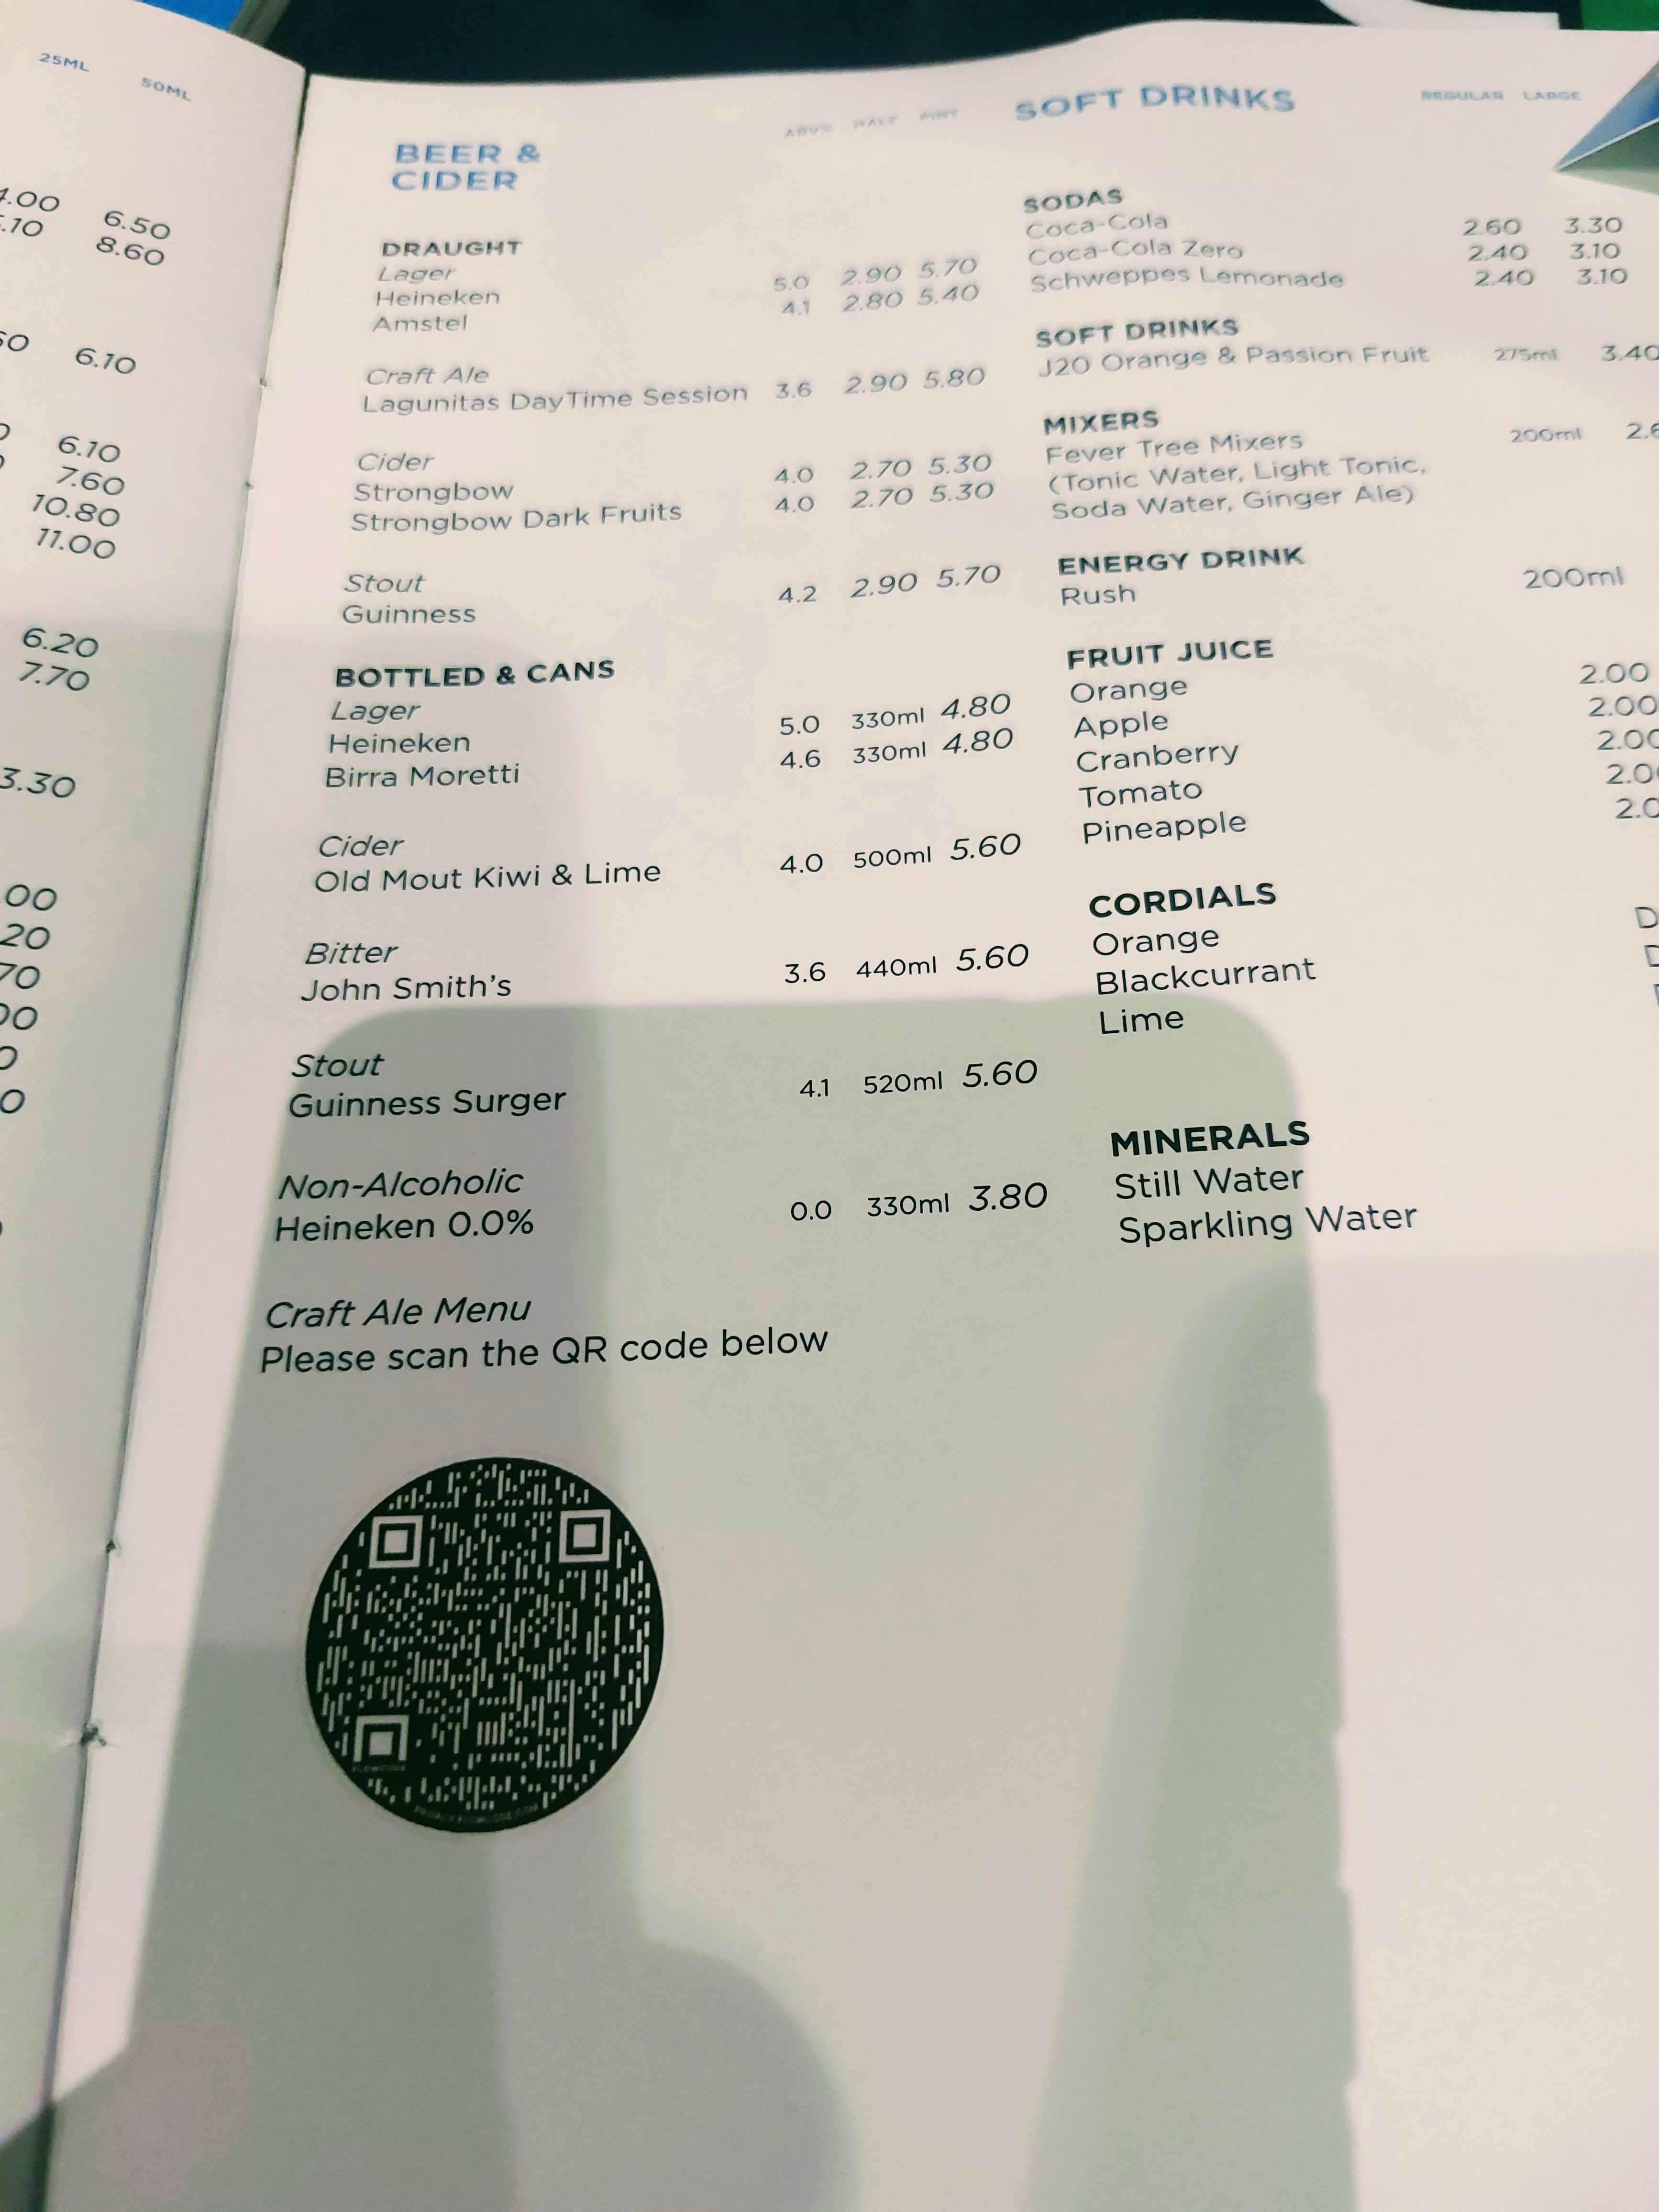 25ML 50ML
6.50
8.60
6.10
6.10
7.60
10.80
11.00
6.20
7.70
3.30
BEER &
CIDER
ABV% HALF PINT
DRAUGHT
Lager
Heineken 5.0 2.90 5.70
Amstel 4.1 2.80 5.40
Craft Ale
Lagunitas DayTime Session 3.6 2.90 5.80
Cider
Strongbow 4.0 2.70 5.30
Strongbow Dark Fruits 4.0 2.70 5.30
Stout
Guinness 4.2 2.90 5.70
BOTTLED & CANS
Lager
Heineken 5.0 330ml 4.80
Birra Moretti 4.6 330ml 4.80
Cider
Old Mout Kiwi & Lime 4.0 500ml 5.60
Bitter
John Smith's 3.6 440ml 5.60
Stout
Guinness Surger 4.1 520ml 5.60
Non-Alcoholic
Heineken 0.0% 0.0 330ml 3.80
Craft Ale Menu
Please scan the QR code below
FLOWCODE
SOFT DRINKS
REGULAR LARGE
SODAS
Coca-Cola 2.60 3.30
Coca-Cola Zero 2.40 3.10
Schweppes Lemonade 2.40 3.10
SOFT DRINKS
J20 Orange & Passion Fruit 275ml 3.40
MIXERS
Fever Tree Mixers 200ml
(Tonic Water, Light Tonic,
Soda Water, Ginger Ale)
ENERGY DRINK
Rush 200ml
FRUIT JUICE
Orange 2.00
Apple 2.00
Cranberry 2.00
Tomato
Pineapple
CORDIALS
Orange
Blackcurrant
Lime
MINERALS
Still Water
Sparkling Water